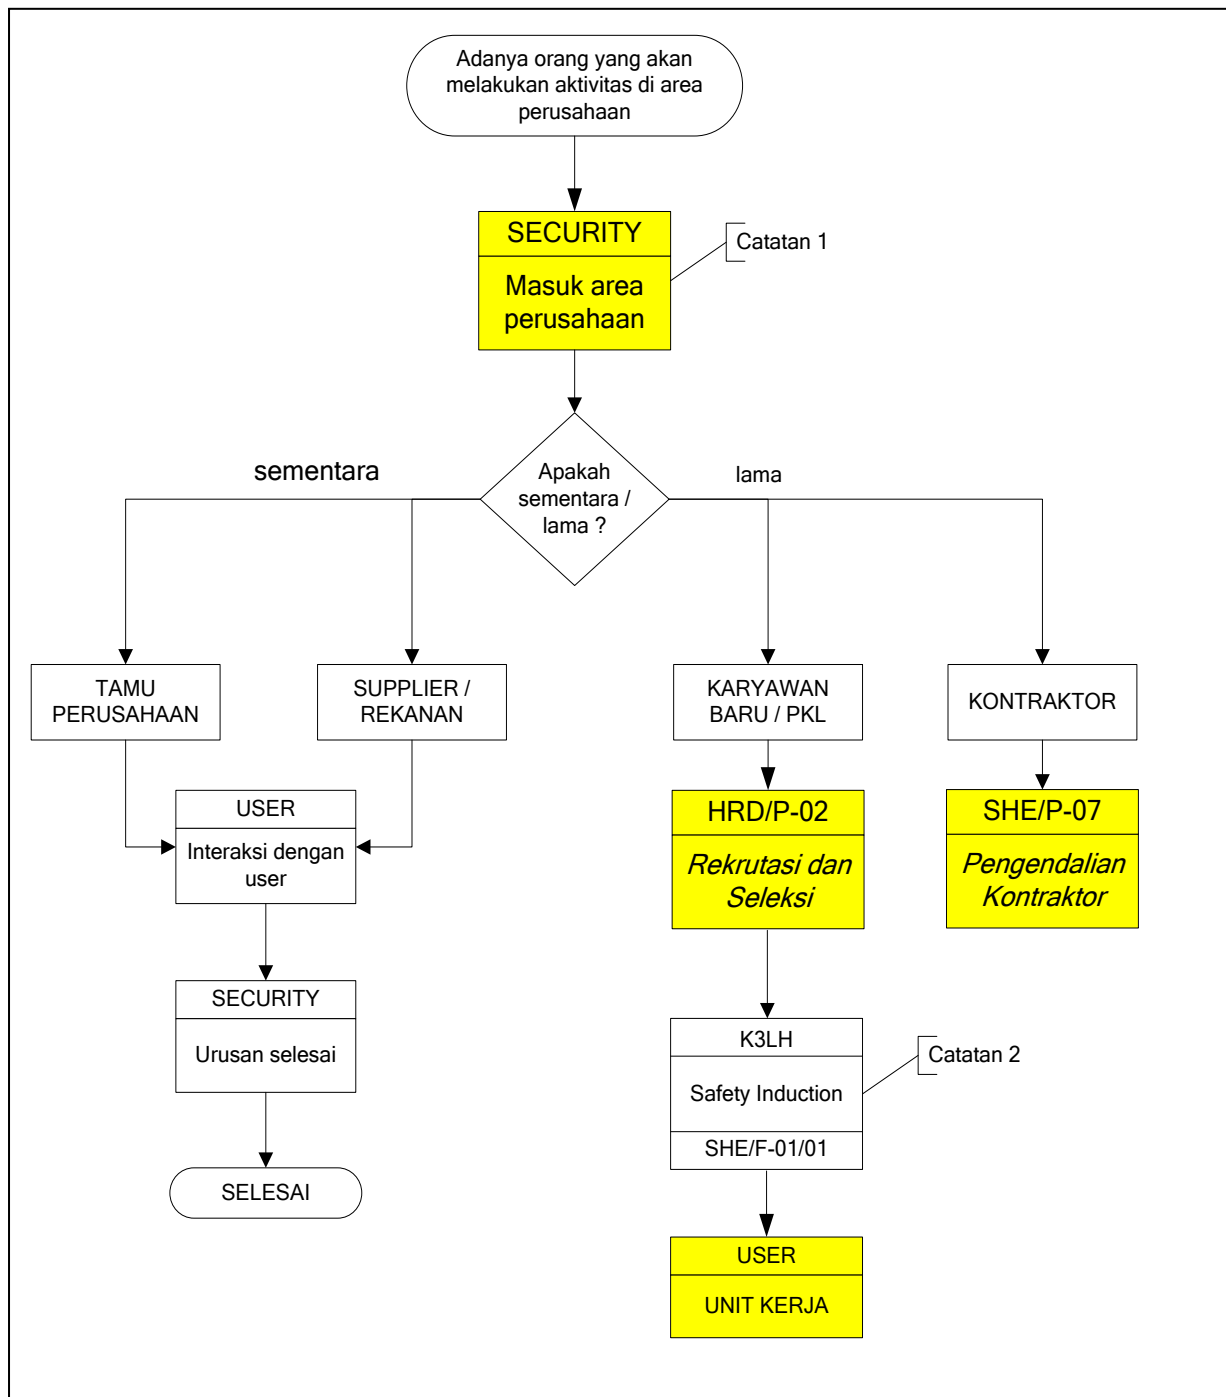 Adanya orang yang akan
melakukan aktivitas di area
perusahaan
SECURITY
Masuk area
perusahaan
Catatan 1
Apakah
sementara /
lama ?
sementara
lama
TAMU
PERUSAHAAN
SUPPLIER /
REKANAN
KARYAWAN
BARU / PKL
KONTRAKTOR
USER
Interaksi dengan
user
HRD/P-02
Rekrutasi dan
Seleksi
SHE/P-07
Pengendalian
Kontraktor
SECURITY
Urusan selesai
K3LH
Safety Induction
SHE/F-01/01
Catatan 2
SELESAI
USER
UNIT KERJA